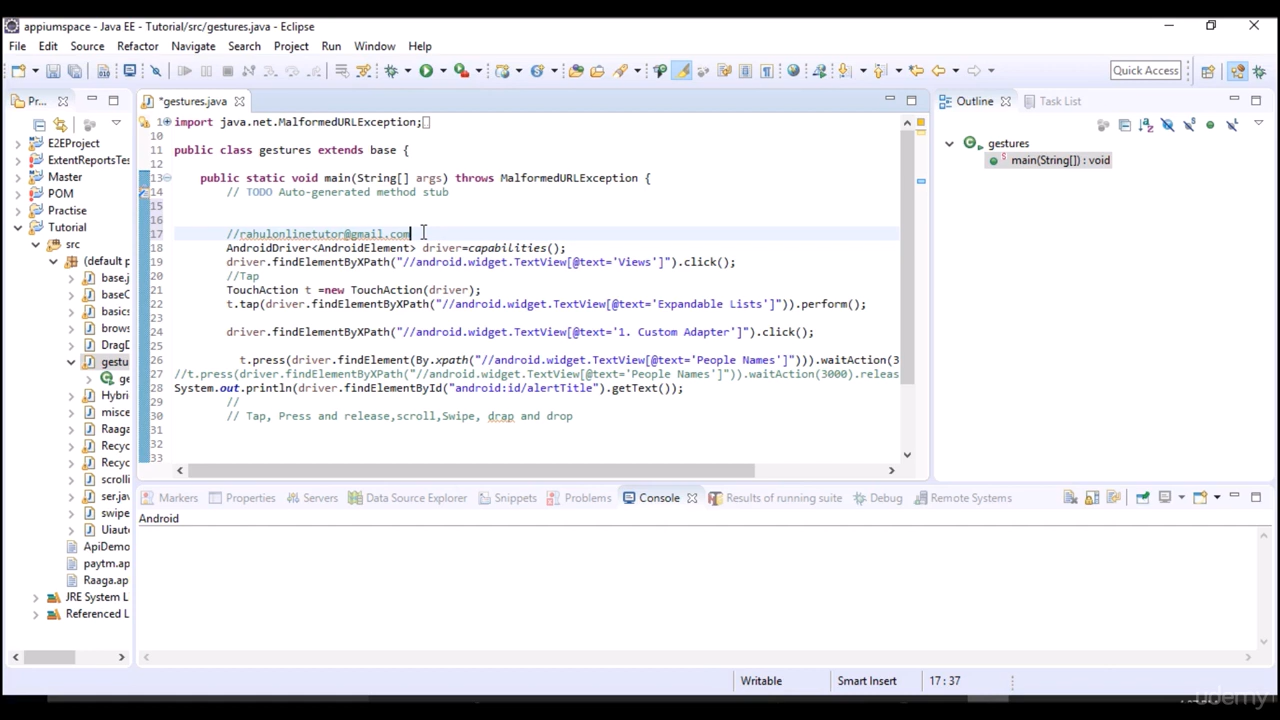 appiumspace - Java EE - Tutorial/src/gestures.java - Eclipse
File Edit Source Refactor Navigate Search Project Run Window Help
Quick Access
Pr...
E2EProject
ExtentReportsTes
Master
POM
Practise
Tutorial
src
(default p
base.j
baseC
basics
brows
DragD
gestu
ge
Hybri
misce
Raaga
Recyc
Recyc
scrolli
ser.jav
swipe
Uiauto
ApiDemo
paytm.ap
Raaga.ap
JRE System L
Referenced L
*gestures.java
1 import java.net.MalformedURLException;
10
11 public class gestures extends base {
12
13 public static void main(String[] args) throws MalformedURLException {
14 // TODO Auto-generated method stub
15
16
17 //rahulonlinetutor@gmail.com
18 AndroidDriver<AndroidElement> driver=capabilities();
19 driver.findElementByXPath("//android.widget.TextView[@text='Views']").click();
20 //Tap
21 TouchAction t =new TouchAction(driver);
22 t.tap(driver.findElementByXPath("//android.widget.TextView[@text='Expandable Lists']")).perform();
23
24 driver.findElementByXPath("//android.widget.TextView[@text='1. Custom Adapter']").click();
25
26 t.press(driver.findElement(By.xpath("//android.widget.TextView[@text='People Names']"))).waitAction(3
27 //t.press(driver.findElementByXPath("//android.widget.TextView[@text='People Names']")).waitAction(3000).releas
28 System.out.println(driver.findElementById("android:id/alertTitle").getText());
29 //
30 // Tap, Press and release,scroll,Swipe, drap and drop
31
32
33
Outline Task List
gestures
main(String[]) : void
Markers Properties Servers Data Source Explorer Snippets Problems Console Results of running suite Debug Remote Systems
Android
Writable Smart Insert 17 : 37
udemy